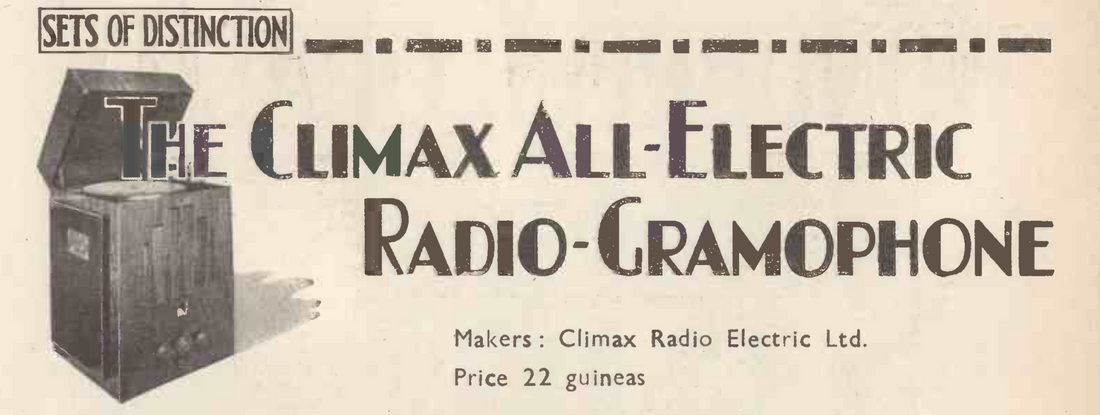 SETS OF DISTINCTION
THE CLIMAX ALL-ELECTRIC
RADIO-GRAMOPHONE
Makers: Climax Radio Electric Ltd.
Price 22 guineas